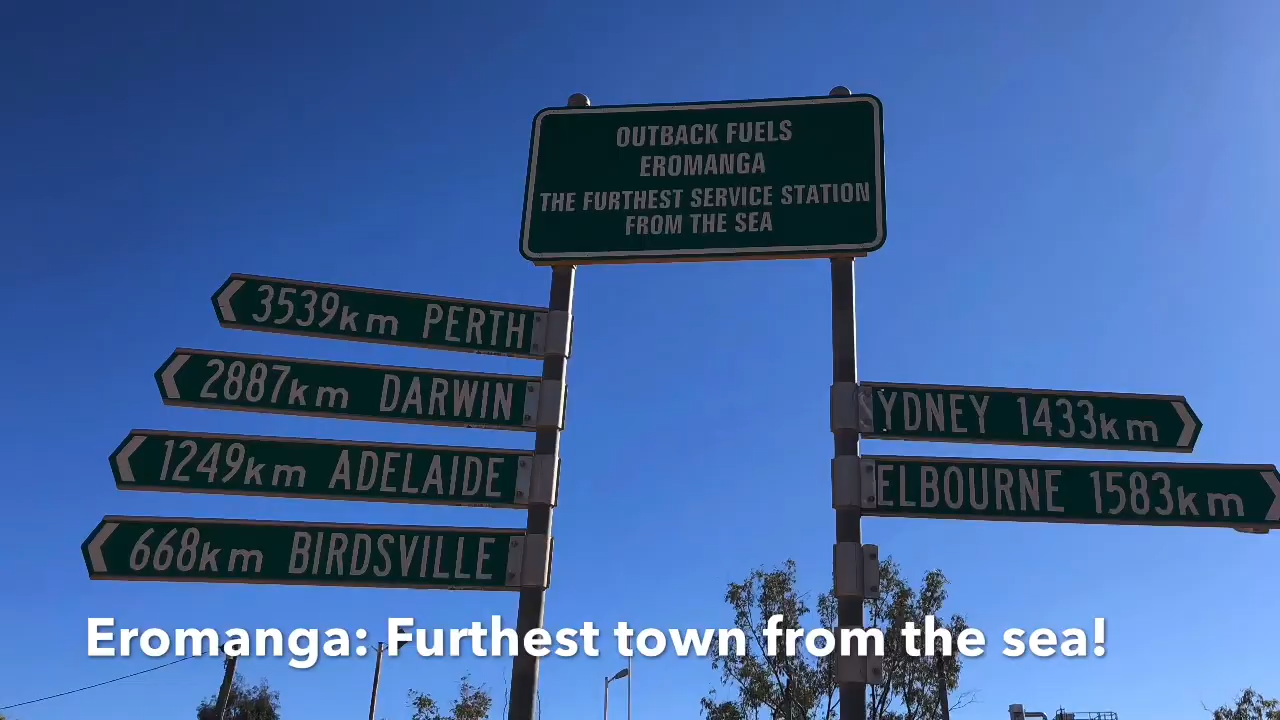 OUTBACK FUELS
EROMANGA
THE FURTHEST SERVICE STATION
FROM THE SEA
3539km PERTH
2887km DARWIN
1249km ADELAIDE
668km BIRDSVILLE
YDNEY 1433km
ELBOURNE 1583km
Eromanga: Furthest town from the sea!